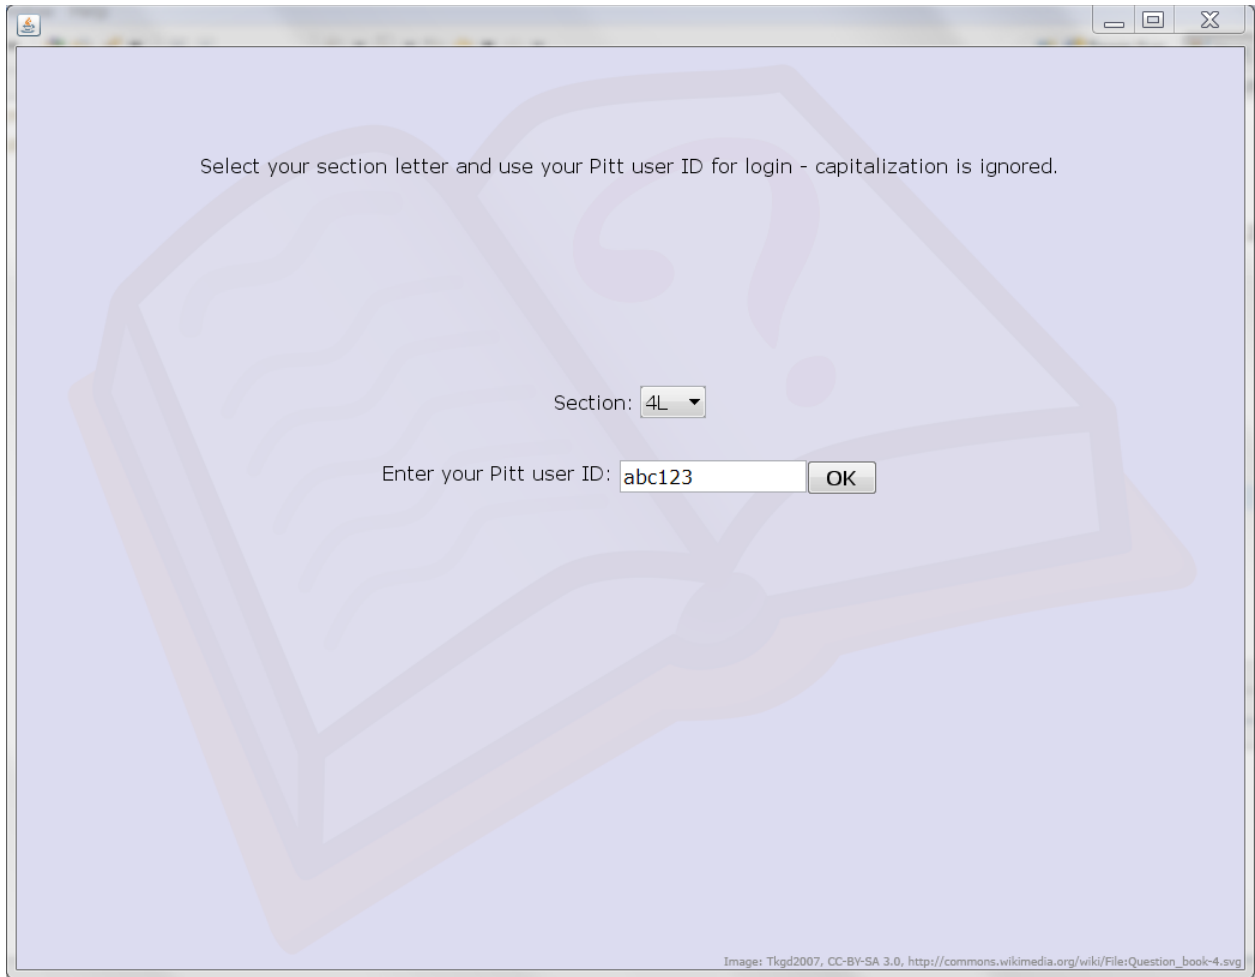 Select your section letter and use your Pitt user ID for login - capitalization is ignored.
Section: 4L
Enter your Pitt user ID: abc123 OK
Image: Tkgd2007, CC-BY-SA 3.0, http://commons.wikimedia.org/wiki/File:Question_book-4.svg